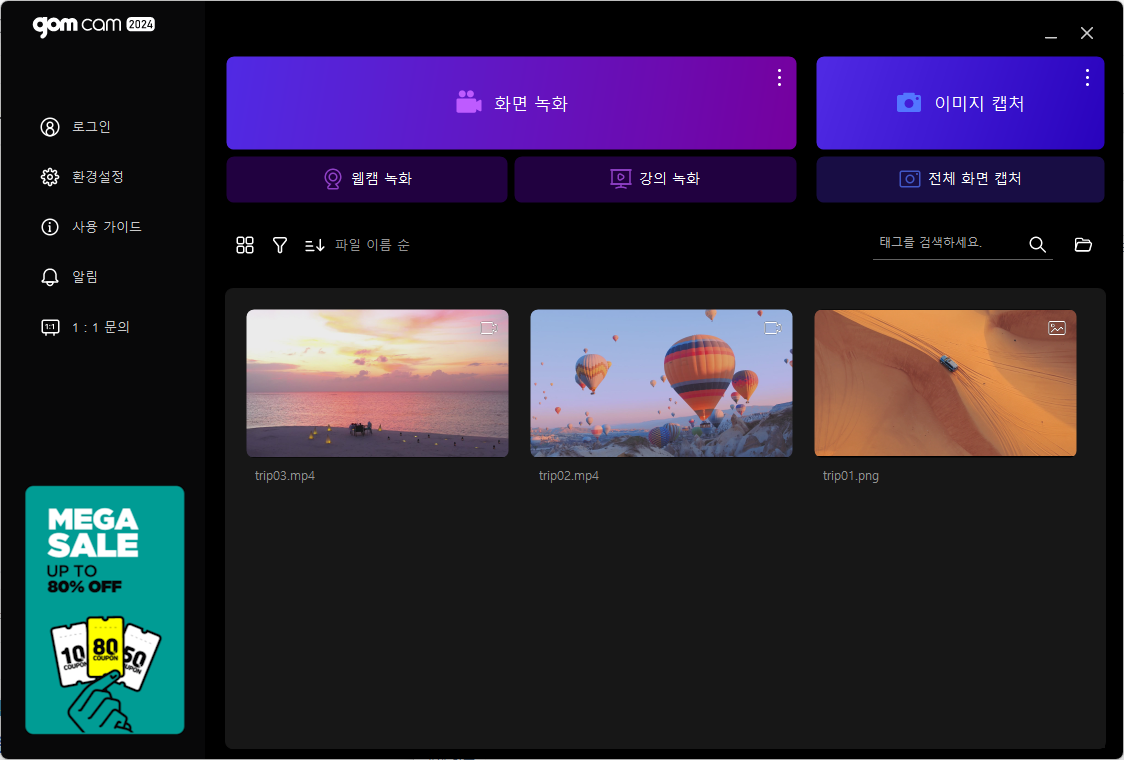 gom cam 2024
로그인
환경설정
사용 가이드
알림
1:1 1 : 1 문의
MEGA
SALE
UP TO
80% OFF
10 80 50
COUPON COUPON COUPON
화면 녹화
이미지 캡처
웹캠 녹화
강의 녹화
전체 화면 캡처
파일 이름 순
태그를 검색하세요.
trip03.mp4
trip02.mp4
trip01.png